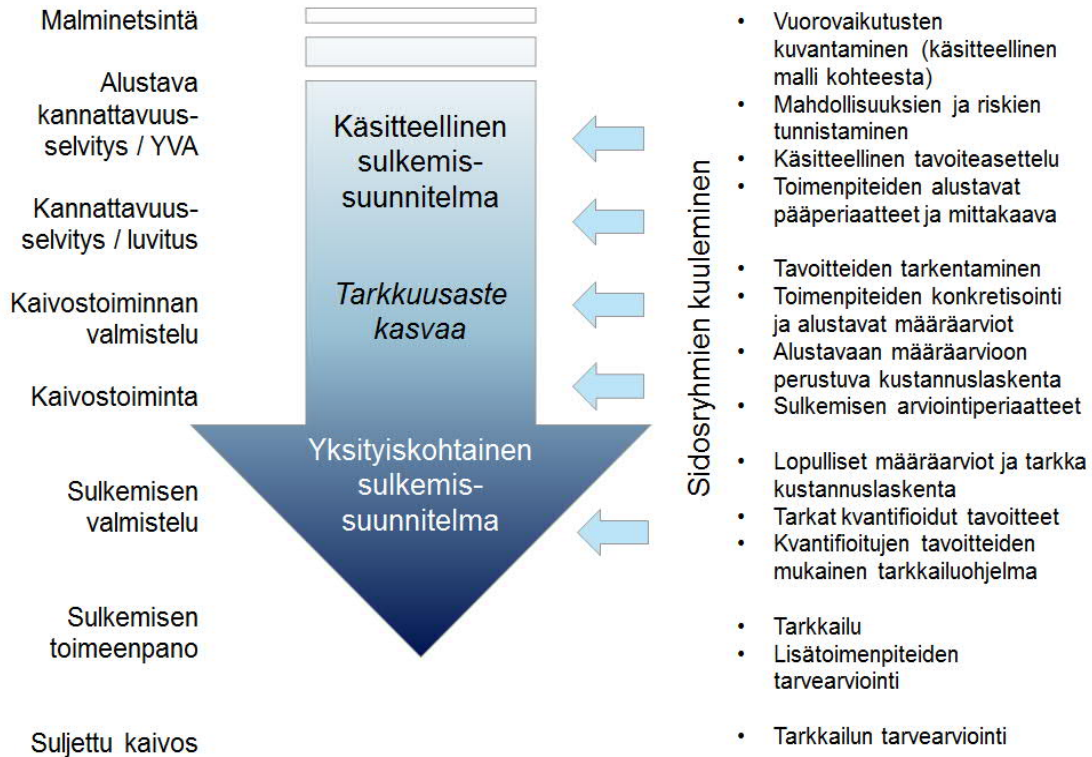 Malminetsintä
Alustava
kannattavuus-
selvitys / YVA
Kannattavuus-
selvitys / luvitus
Kaivostoiminnan
valmistelu
Kaivostoiminta
Sulkemisen
valmistelu
Sulkemisen
toimeenpano
Suljettu kaivos
Käsitteellinen
sulkemis-
suunnitelma
Tarkkuusaste
kasvaa
Yksityiskohtainen
sulkemis-
suunnitelma
Sidosryhmien kuuleminen
• Vuorovaikutusten
kuvantaminen (käsitteellinen
malli kohteesta)
• Mahdollisuuksien ja riskien
tunnistaminen
• Käsitteellinen tavoiteasettelu
• Toimenpiteiden alustavat
pääperiaatteet ja mittakaava
• Tavoitteiden tarkentaminen
• Toimenpiteiden konkretisointi
ja alustavat määräarviot
• Alustavaan määräarvioon
perustuva kustannuslaskenta
• Sulkemisen arviointiperiaatteet
• Lopulliset määräarviot ja tarkka
kustannuslaskenta
• Tarkat kvantifioidut tavoitteet
• Kvantifioitujen tavoitteiden
mukainen tarkkailuohjelma
• Tarkkailu
• Lisätoimenpiteiden
tarvearviointi
• Tarkkailun tarvearviointi